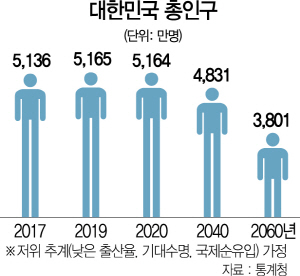 대한민국 총인구
(단위: 만명)
5,136 5,165 5,164 4,831 3,801
2017 2019 2020 2040 2060년
※저위 추계(낮은 출산율, 기대수명, 국제순유입) 가정
자료 : 통계청